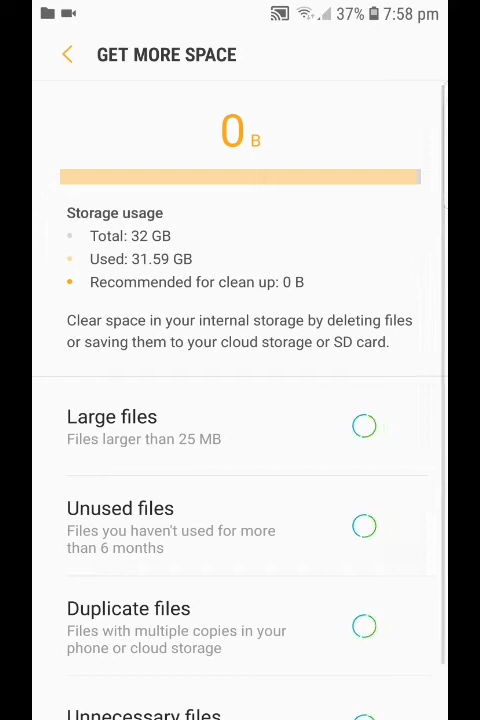 37% 7:58 pm
GET MORE SPACE
0 B
Storage usage
Total: 32 GB
Used: 31.59 GB
Recommended for clean up: 0 B
Clear space in your internal storage by deleting files
or saving them to your cloud storage or SD card.
Large files
Files larger than 25 MB
Unused files
Files you haven't used for more
than 6 months
Duplicate files
Files with multiple copies in your
phone or cloud storage
Unnecessary files